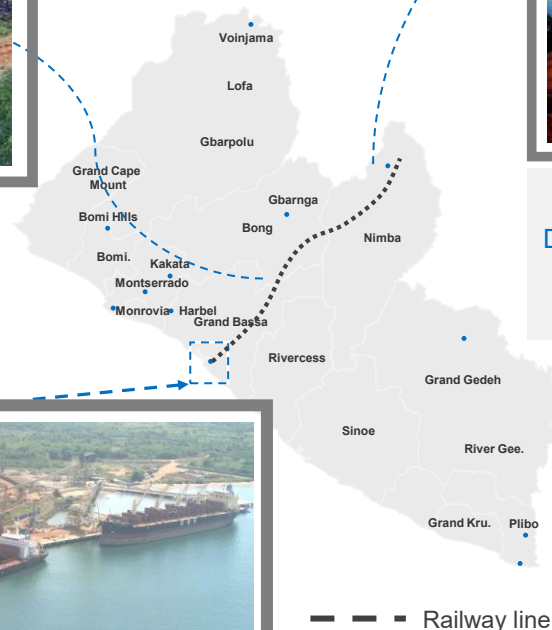 Voinjama
Lofa
Gbarpolu
Grand Cape
Mount
Gbarnga
Bomi Hills
Bong
Nimba
Bomi.
Kakata
Montserrado
Monrovia
Harbel
Grand Bassa
Rivercess
Grand Gedeh
Sinoe
River Gee.
Grand Kru.
Plibo
Railway line